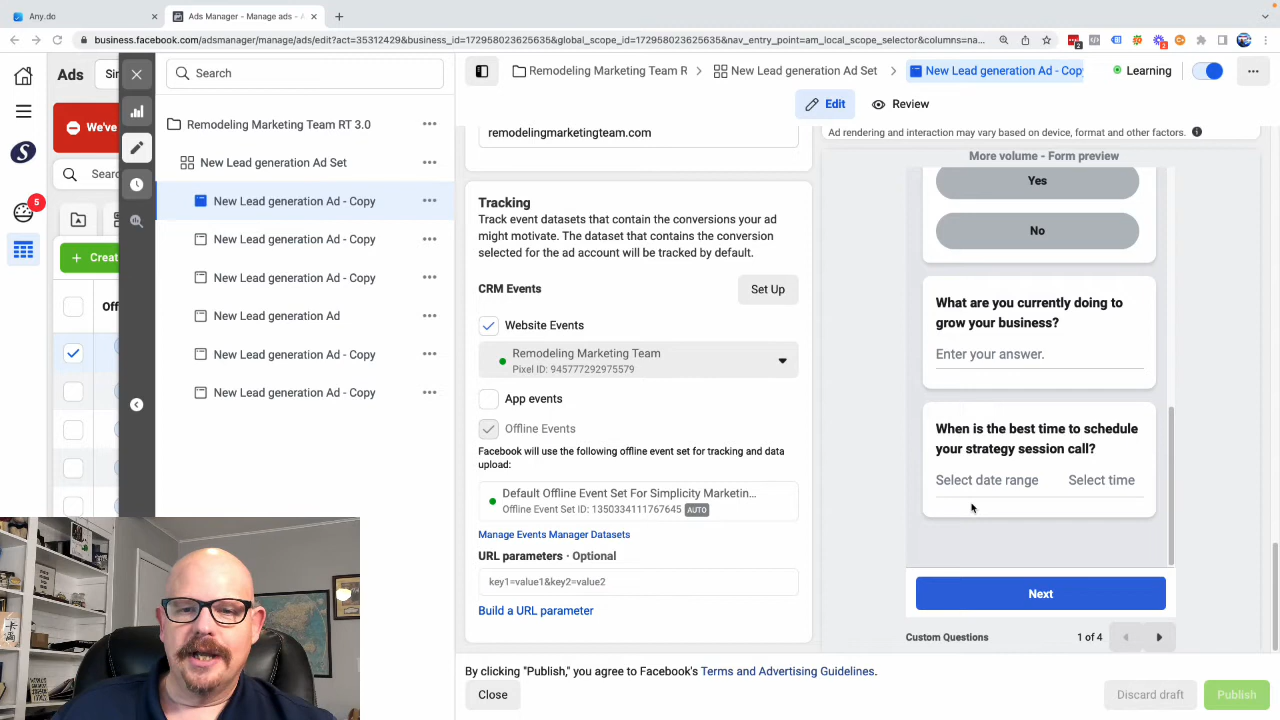 Any.do
Ads Manager - Manage ads - A
business.facebook.com/adsmanager/manage/ads/edit?act=35312429&business_id=172958023625635&global_scope_id=172958023625635&nav_entry_point=am_local_scope_selector&columns=na...
Ads
Sin
We've
Searc
5
Creat
Off
Search
Remodeling Marketing Team RT 3.0
New Lead generation Ad Set
New Lead generation Ad - Copy
New Lead generation Ad - Copy
New Lead generation Ad - Copy
New Lead generation Ad
New Lead generation Ad - Copy
New Lead generation Ad - Copy
Remodeling Marketing Team R
New Lead generation Ad Set
New Lead generation Ad - Copy
Learning
Edit
Review
remodelingmarketingteam.com
Tracking
Track event datasets that contain the conversions your ad
might motivate. The dataset that contains the conversion
selected for the ad account will be tracked by default.
CRM Events
Set Up
Website Events
Remodeling Marketing Team
Pixel ID: 945777292975579
App events
Offline Events
Facebook will use the following offline event set for tracking and data
upload:
Default Offline Event Set For Simplicity Marketin...
Offline Event Set ID: 1350334111767645 AUTO
Manage Events Manager Datasets
URL parameters · Optional
key1=value1&key2=value2
Build a URL parameter
Ad rendering and interaction may vary based on device, format and other factors.
More volume - Form preview
Yes
No
What are you currently doing to
grow your business?
Enter your answer.
When is the best time to schedule
your strategy session call?
Select date range
Select time
Next
Custom Questions
1 of 4
By clicking "Publish," you agree to Facebook's Terms and Advertising Guidelines.
Close
Discard draft
Publish